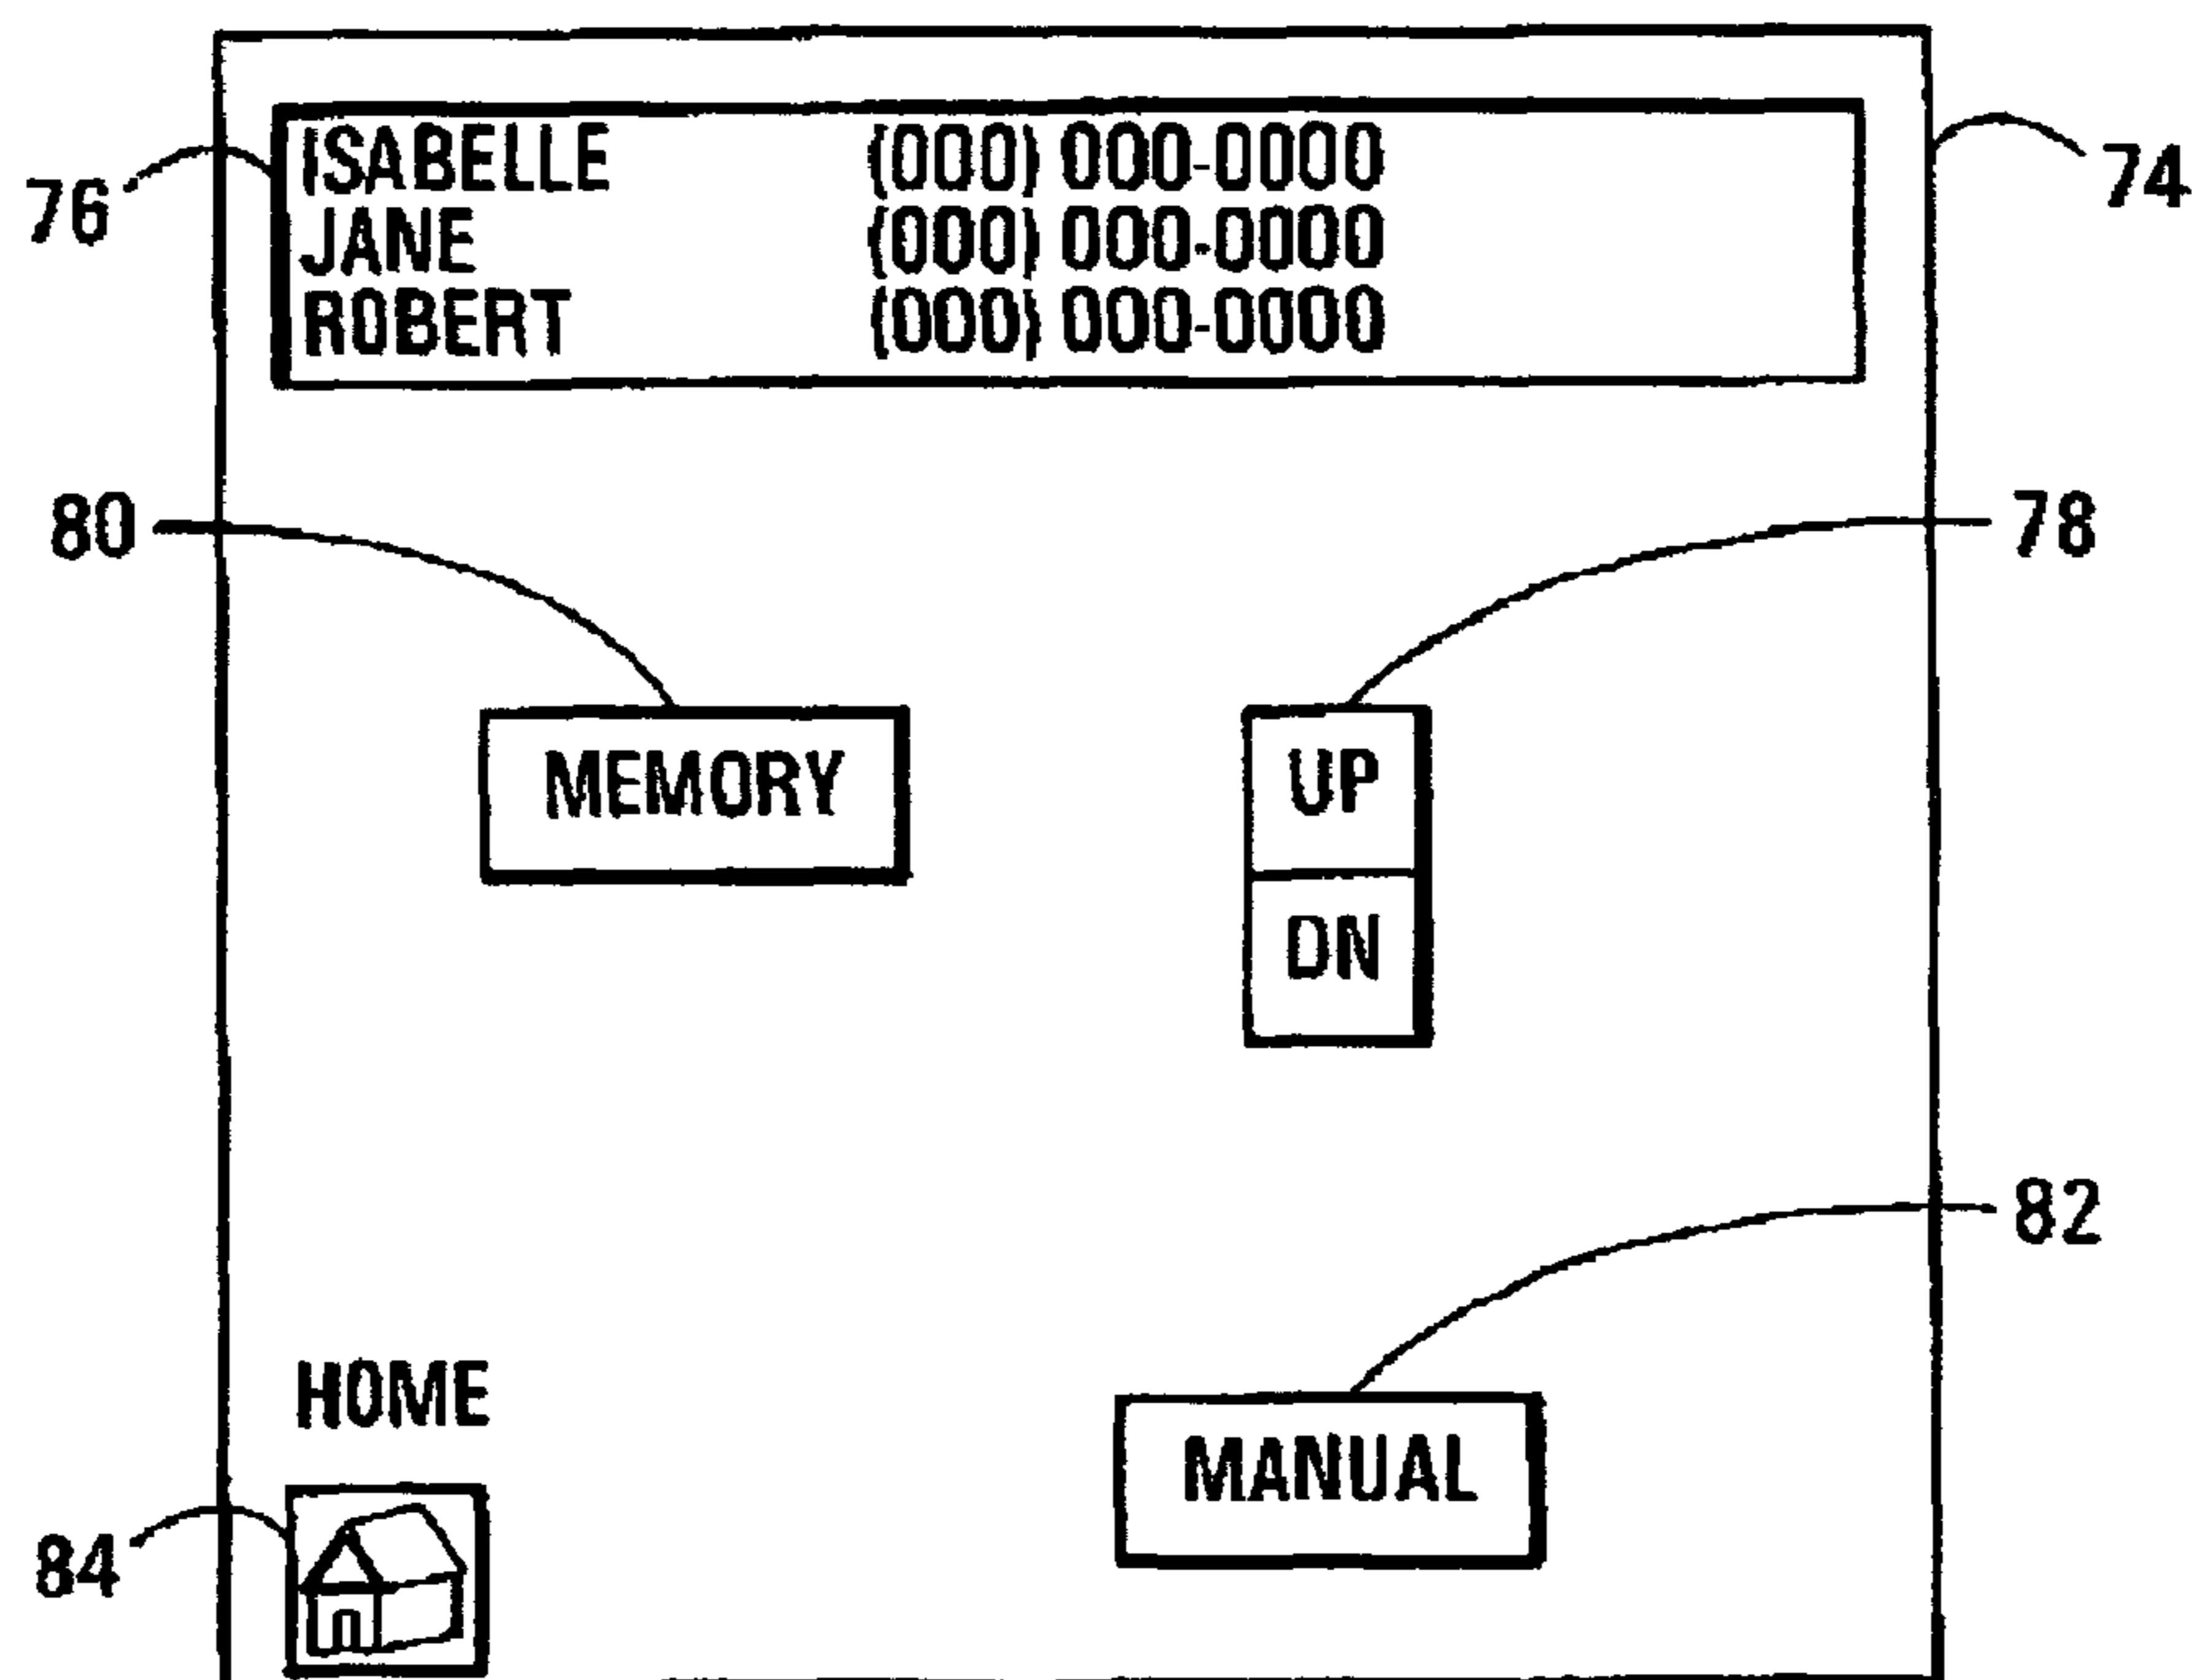 ISABELLE (000) 000-0000
JANE (000) 000-0000
ROBERT (000) 000-0000
76
74
80
78
MEMORY
UP
DN
82
HOME
MANUAL
84